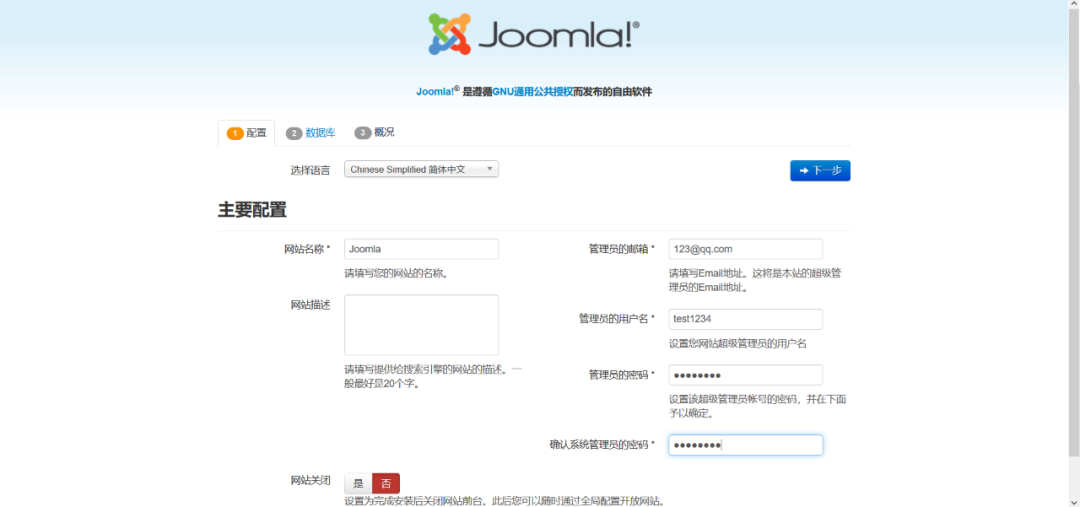 Joomla!®
Joomla!® 是遵循GNU通用公共授权而发布的自由软件
1 配置 2 数据库 3 概况
选择语言 Chinese Simplified 简体中文 下一步
主要配置
网站名称 * Joomla
请填写您的网站的名称。
网站描述
请填写提供给搜索引擎的网站的描述。一
般最好是20个字。
管理员的邮箱 * 123@qq.com
请填写Email地址。这将是本站的超级管
理员的Email地址。
管理员的用户名 * test1234
设置您网站超级管理员的用户名
管理员的密码 * ●●●●●●●●
设置该超级管理员帐号的密码，并在下面
予以确定。
确认系统管理员的密码 * ●●●●●●●●
网站关闭 是 否
设置为完成安装后关闭网站前台。此后您可以随时通过全局配置开放网站。